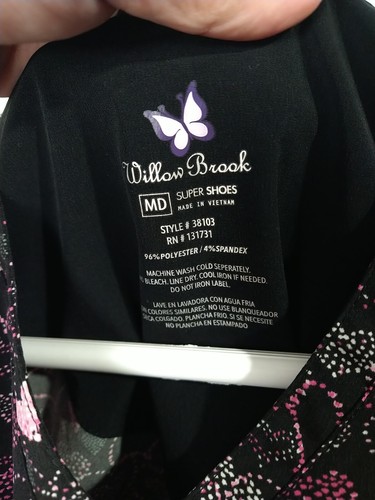 Willow Brook
MD SUPER SHOES
MADE IN VIETNAM
STYLE # 38103
RN # 131731
96% POLYESTER / 4% SPANDEX
MACHINE WASH COLD SEPERATELY.
BLEACH. LINE DRY. COOL IRON IF NEEDED.
DO NOT IRON LABEL.
LAVE EN LAVADORA CON AGUA FRIA
COLORES SIMILARES. NO USE BLANQUEADOR
COLGADO. PLANCHA FRIO. SI SE NECESITE
NO PLANCHA EN ESTAMPADO